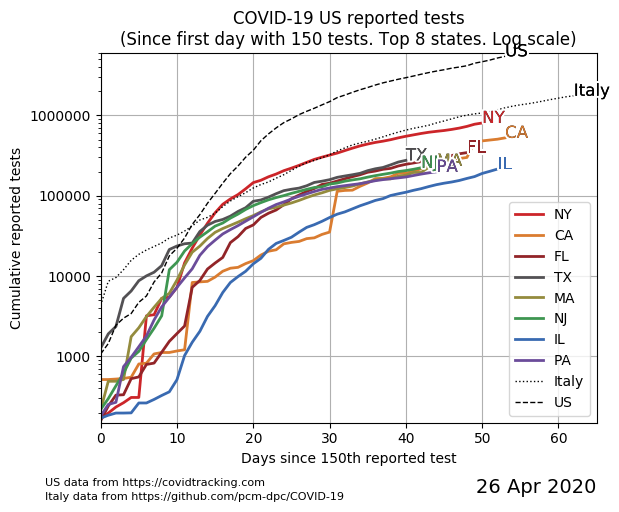 COVID-19 US reported tests
(Since first day with 150 tests. Top 8 states. Log scale)
US
Italy
1000000
NY
CA
FL
TX
MA
NJ
PA
IL
100000
10000
1000
Cumulative reported tests
NY
CA
FL
TX
MA
NJ
IL
PA
Italy
US
0 10 20 30 40 50 60
Days since 150th reported test
US data from https://covidtracking.com
Italy data from https://github.com/pcm-dpc/COVID-19
26 Apr 2020